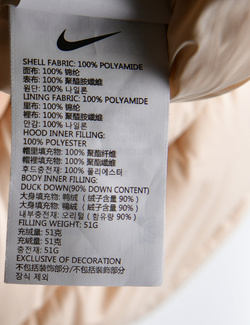 SHELL FABRIC: 100% POLYAMIDE
面布: 100% 锦纶
表布: 100% 聚醯胺纖維
원단: 100% 나일론
LINING FABRIC: 100% POLYAMIDE
里布: 100% 锦纶
裡布: 100% 聚醯胺纖維
안감: 100% 나일론
HOOD INNER FILLING:
100% POLYESTER
帽里填充物: 100% 聚酯纤维
帽裡填充物: 100% 聚酯纖維
후드충전재: 100% 폴리에스터
BODY INNER FILLING:
DUCK DOWN(90% DOWN CONTENT)
大身填充物: 鸭绒 ( 绒子含量 90% )
大身填充物: 鴨絨 ( 絨子含量 90% )
내부충전재: 오리털 ( 함유량 90% )
FILLING WEIGHT: 51G
充绒量: 51克
充絨量: 51克
충전재: 51G
EXCLUSIVE OF DECORATION
不包括装饰部分/不包括裝飾部分/
장식 제외